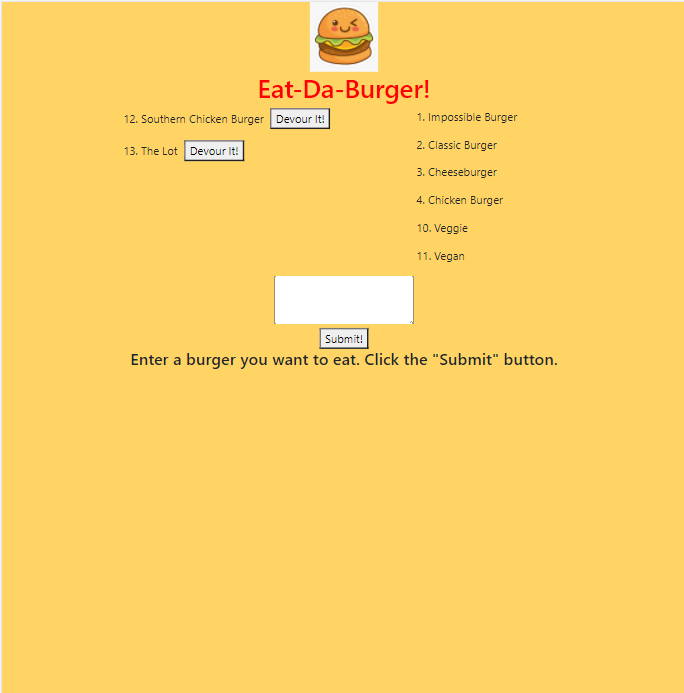 Eat-Da-Burger!
12. Southern Chicken Burger Devour It!
13. The Lot Devour It!
1. Impossible Burger
2. Classic Burger
3. Cheeseburger
4. Chicken Burger
10. Veggie
11. Vegan
Submit!
Enter a burger you want to eat. Click the "Submit" button.